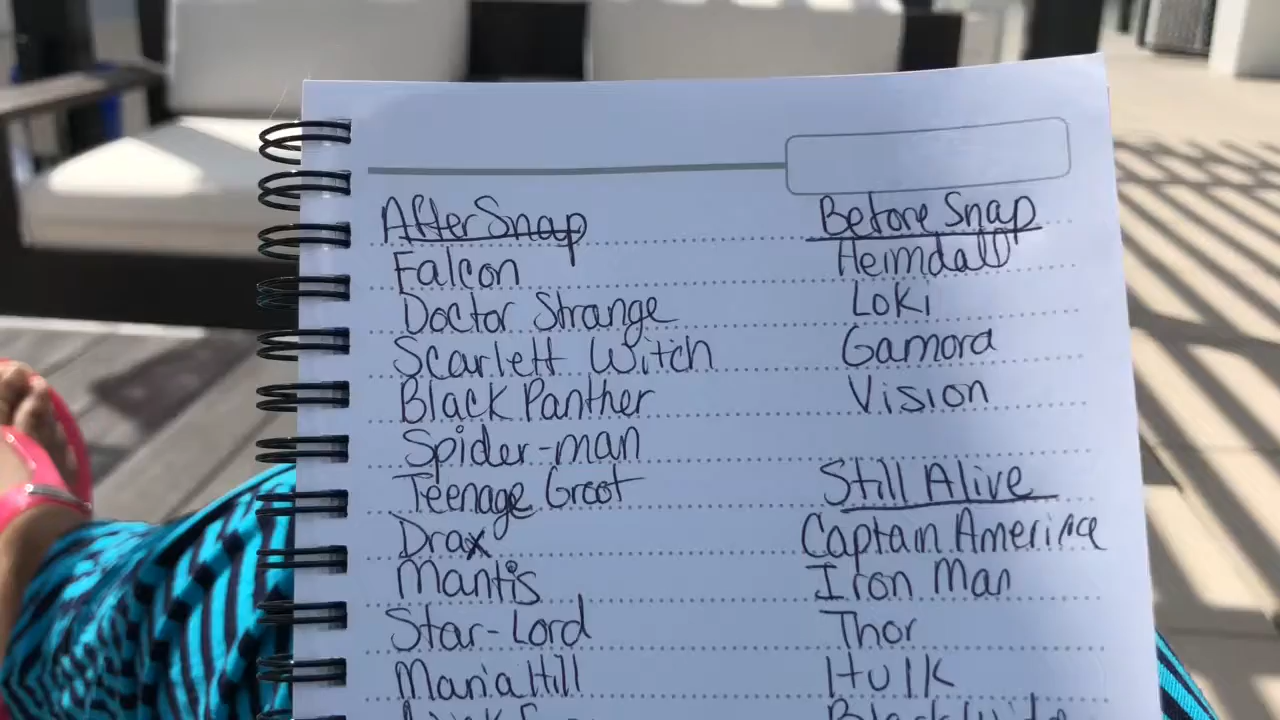 After Snap
Falcon
Doctor Strange
Scarlett Witch
Black Panther
Spider-man
Teenage Groot
Drax
Mantis
Star-Lord
Maria Hill
Before Snap
Heimdall
Loki
Gamora
Vision
Still Alive
Captain America
Iron Man
Thor
Hulk